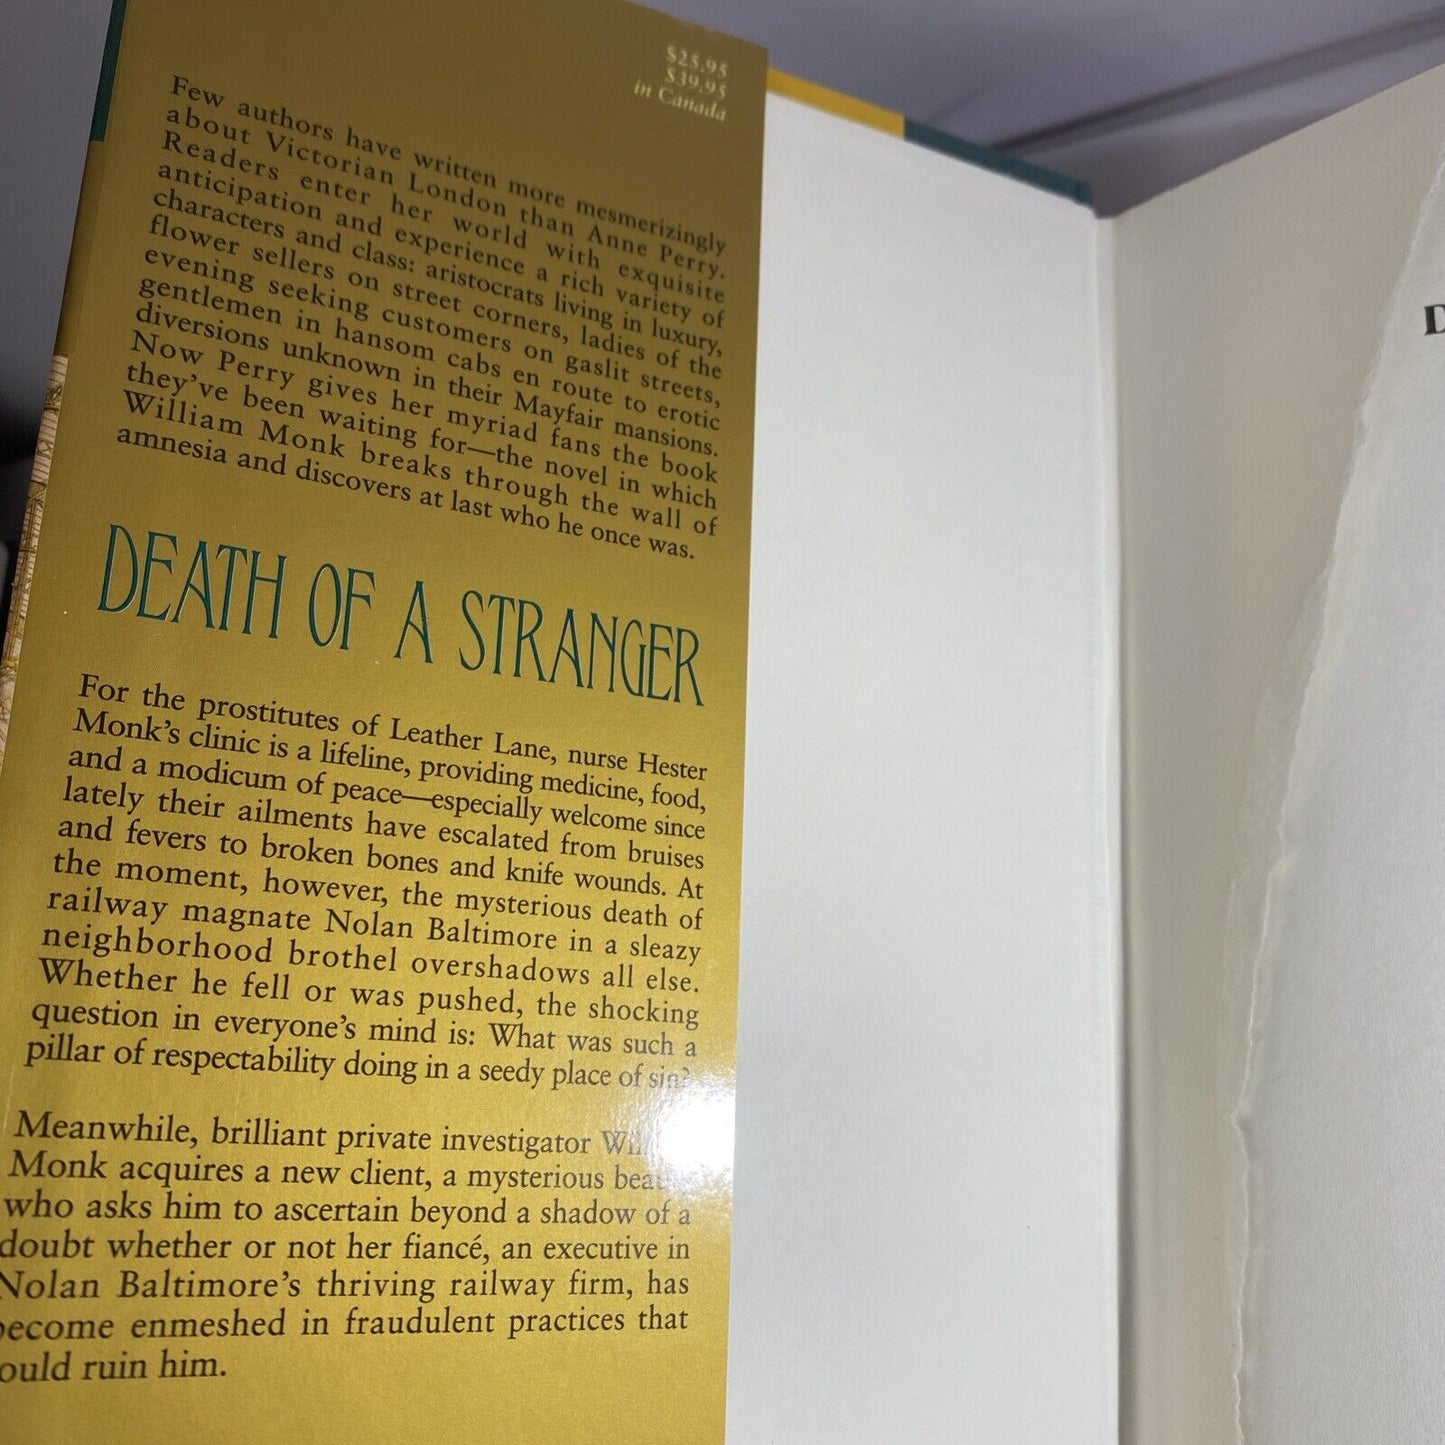 $25.95
$39.95
in Canada
Few authors have written more mesmerizingly
about Victorian London than Anne Perry.
Readers enter her world with exquisite
anticipation and experience a rich variety of
characters and class: aristocrats living in luxury,
flower sellers on street corners, ladies of the
evening seeking customers on gaslit streets,
gentlemen in hansom cabs en route to erotic
diversions unknown in their Mayfair mansions.
Now Perry gives her myriad fans the book
they've been waiting for—the novel in which
William Monk breaks through the wall of
amnesia and discovers at last who he once was.
DEATH OF A STRANGER
For the prostitutes of Leather Lane, nurse Hester
Monk's clinic is a lifeline, providing medicine, food,
and a modicum of peace—especially welcome since
lately their ailments have escalated from bruises
and fevers to broken bones and knife wounds. At
the moment, however, the mysterious death of
railway magnate Nolan Baltimore in a sleazy
neighborhood brothel overshadows all else.
Whether he fell or was pushed, the shocking
question in everyone's mind is: What was such a
pillar of respectability doing in a seedy place of sin?
Meanwhile, brilliant private investigator
Monk acquires a new client, a mysterious
who asks him to ascertain beyond a shadow of a
doubt whether or not her fiancé, an executive in
Nolan Baltimore's thriving railway firm, has
become enmeshed in fraudulent practices that
ould ruin him.
D